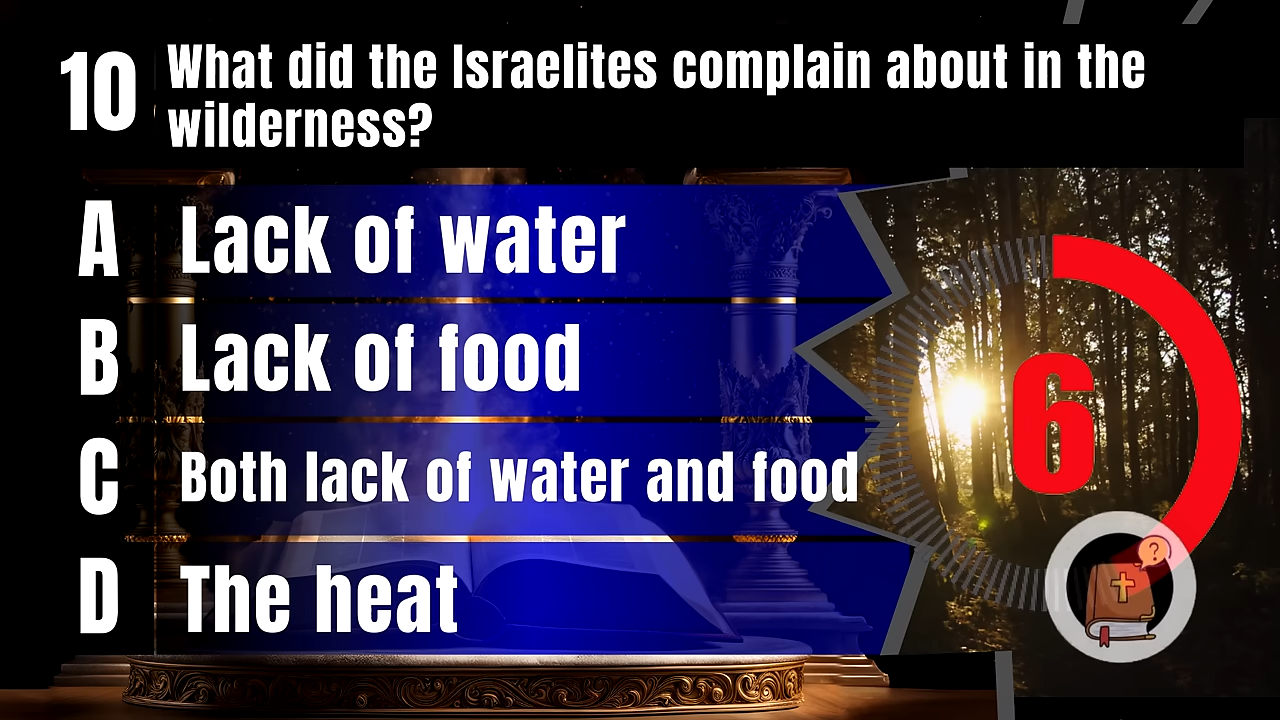 10
What did the Israelites complain about in the
wilderness?
A Lack of water
B Lack of food
C Both lack of water and food
D The heat
6
?